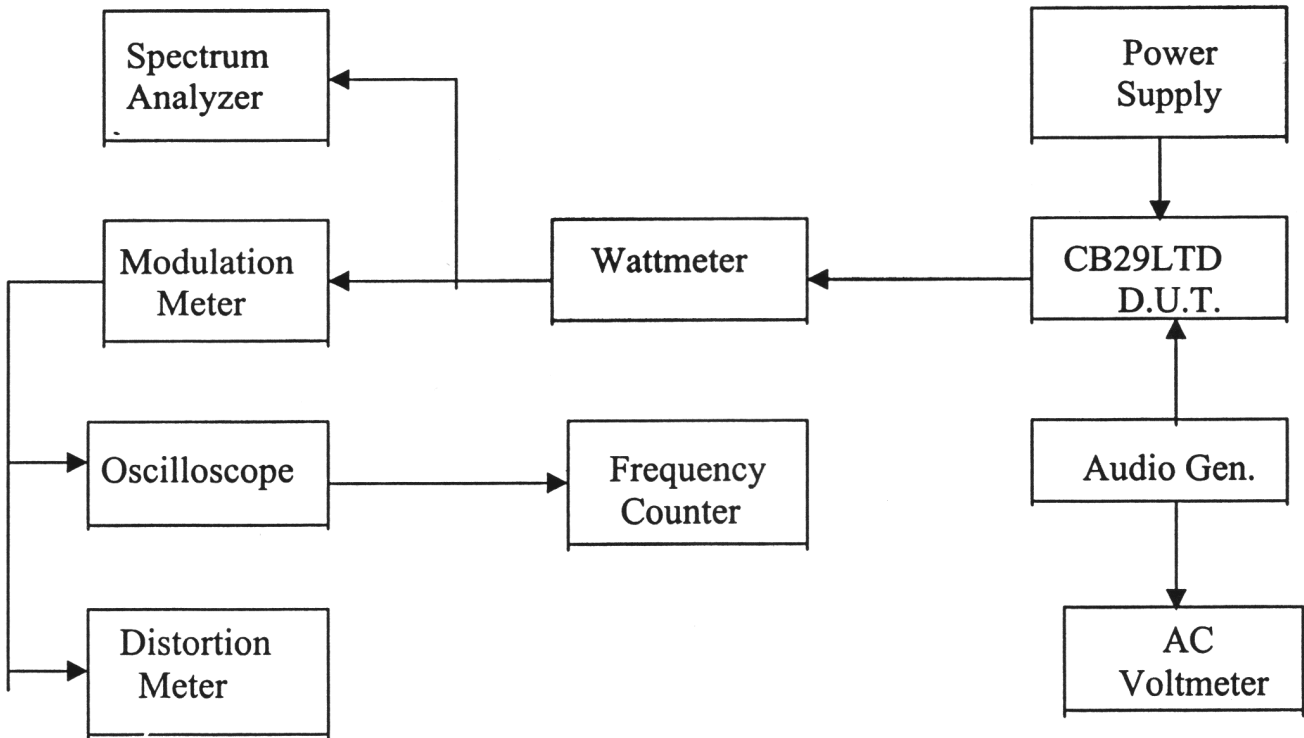 Spectrum
Analyzer
Power
Supply
Modulation
Meter
Wattmeter
CB29LTD
D.U.T.
Oscilloscope
Frequency
Counter
Audio Gen.
Distortion
Meter
AC
Voltmeter